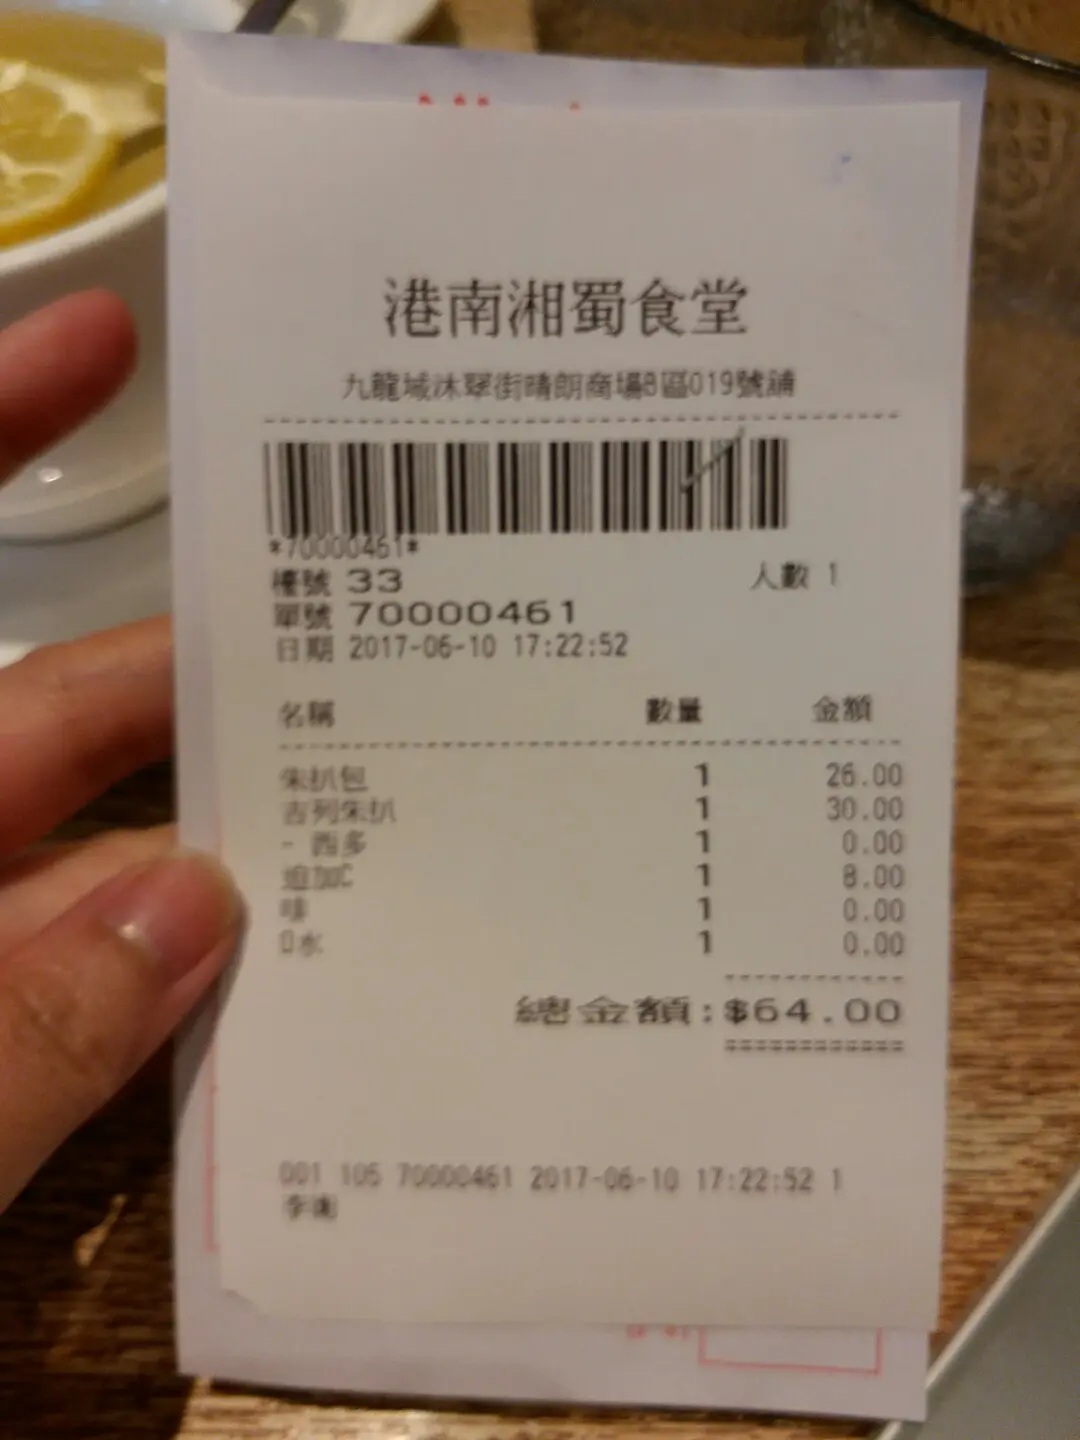 港南湘蜀食堂
九龍城沐翠街晴朗商場B區019號舖
*70000461*
檯號 33 人數 1
單號 70000461
日期 2017-06-10 17:22:52
名稱 數量 金額
朱扒包 1 26.00
吉列朱扒 1 30.00
- 西多 1 0.00
追加C 1 8.00
啡 1 0.00
0水 1 0.00
總金額:$64.00
============
001 105 70000461 2017-06-10 17:22:52 1
李